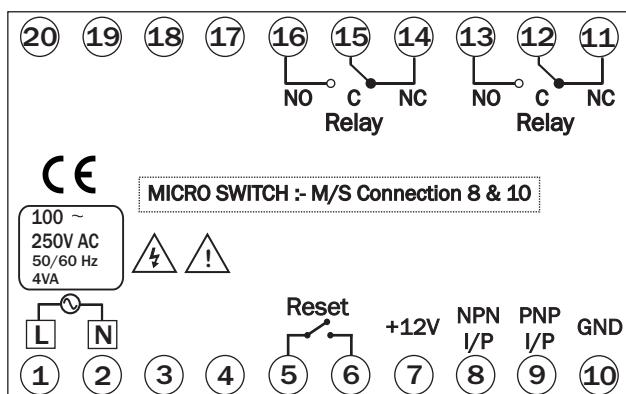 20 19 18 17 16 15 14 13 12 11
NO C NC NO C NC
Relay Relay
CE
MICRO SWITCH :- M/S Connection 8 & 10
100 ~
250V AC
50/60 Hz
4VA
!
L N
Reset
+12V
NPN
I/P
PNP
I/P
GND
1 2 3 4 5 6 7 8 9 10